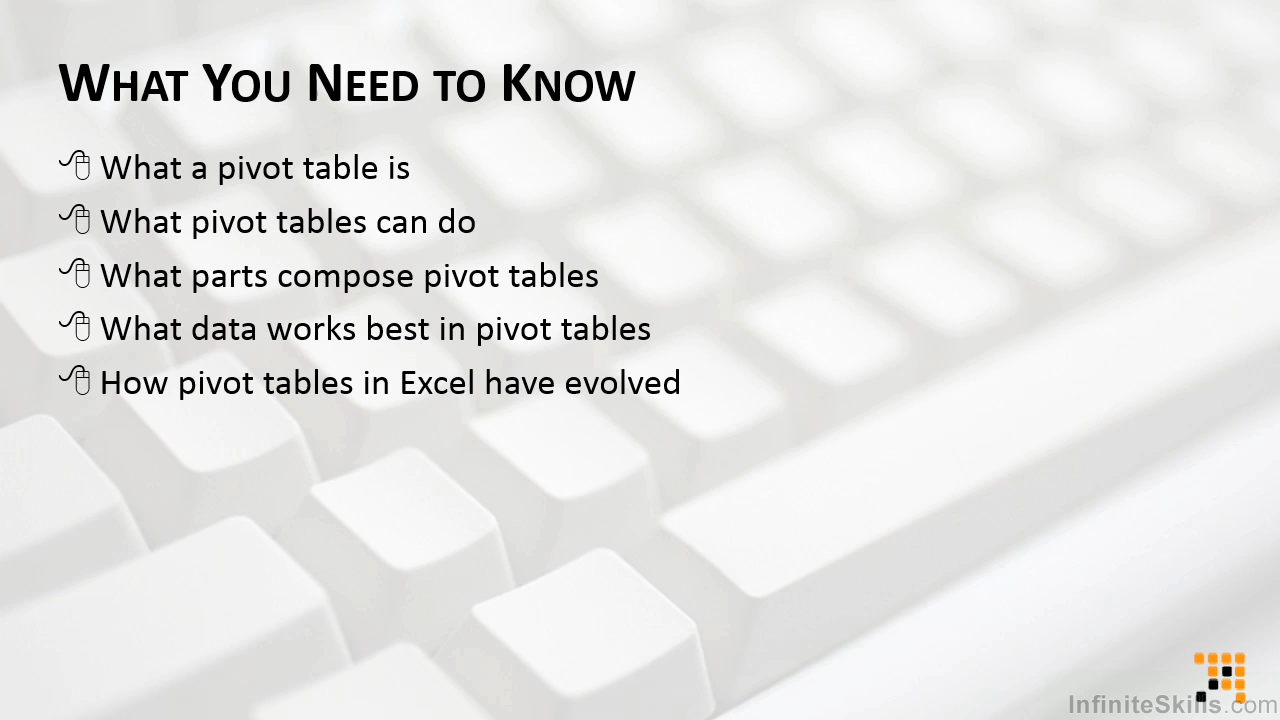 What You Need to Know
What a pivot table is
What pivot tables can do
What parts compose pivot tables
What data works best in pivot tables
How pivot tables in Excel have evolved
InfiniteSkills.com